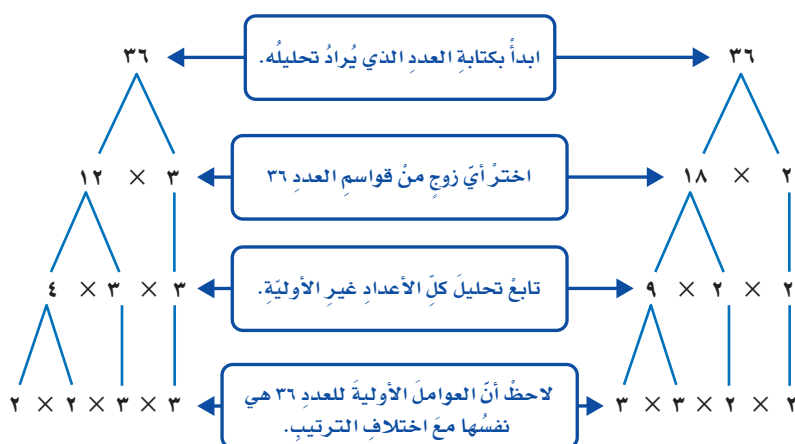 ٣٦
ابدأْ بكتابةِ العددِ الذي يُرادُ تحليلُه.
٣٦
٢ × ١٨
اخترْ أيّ زوجٍ منْ قواسمِ العددِ ٣٦
٣ × ١٢
٢ × ٢ × ٩
تابعْ تحليلَ كلّ الأعدادِ غيرِ الأوليّةِ.
٣ × ٣ × ٤
٢ × ٢ × ٣ × ٣
لاحظْ أنّ العواملَ الأوليةَ للعددِ ٣٦ هي
نفسُها معَ اختلافِ الترتيبِ.
٣ × ٣ × ٢ × ٢